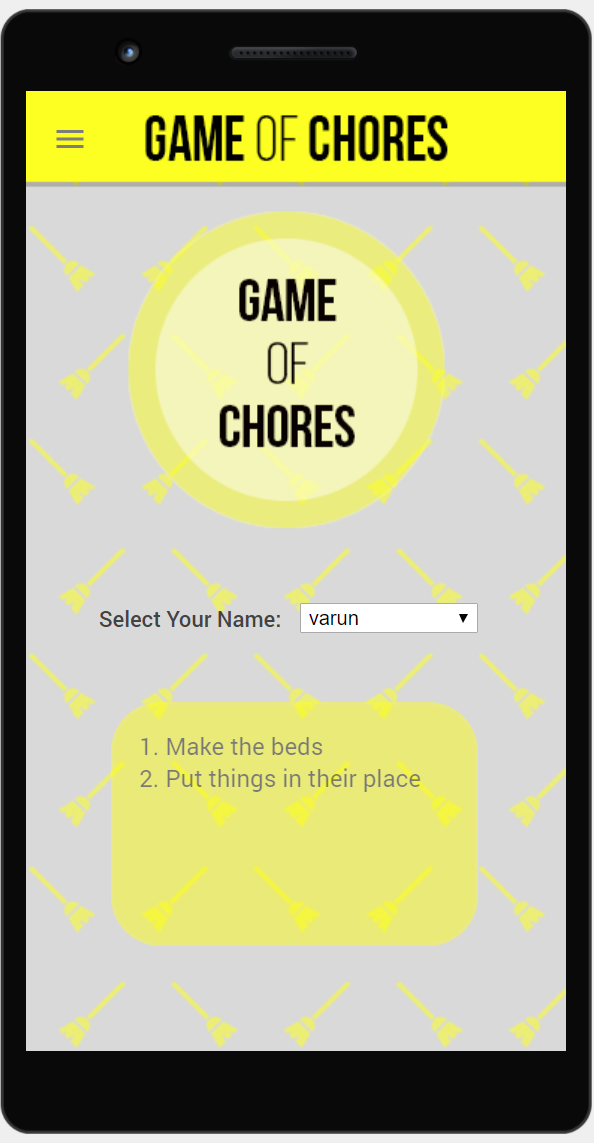 GAME OF CHORES
GAME
OF
CHORES
Select Your Name: varun
1. Make the beds
2. Put things in their place